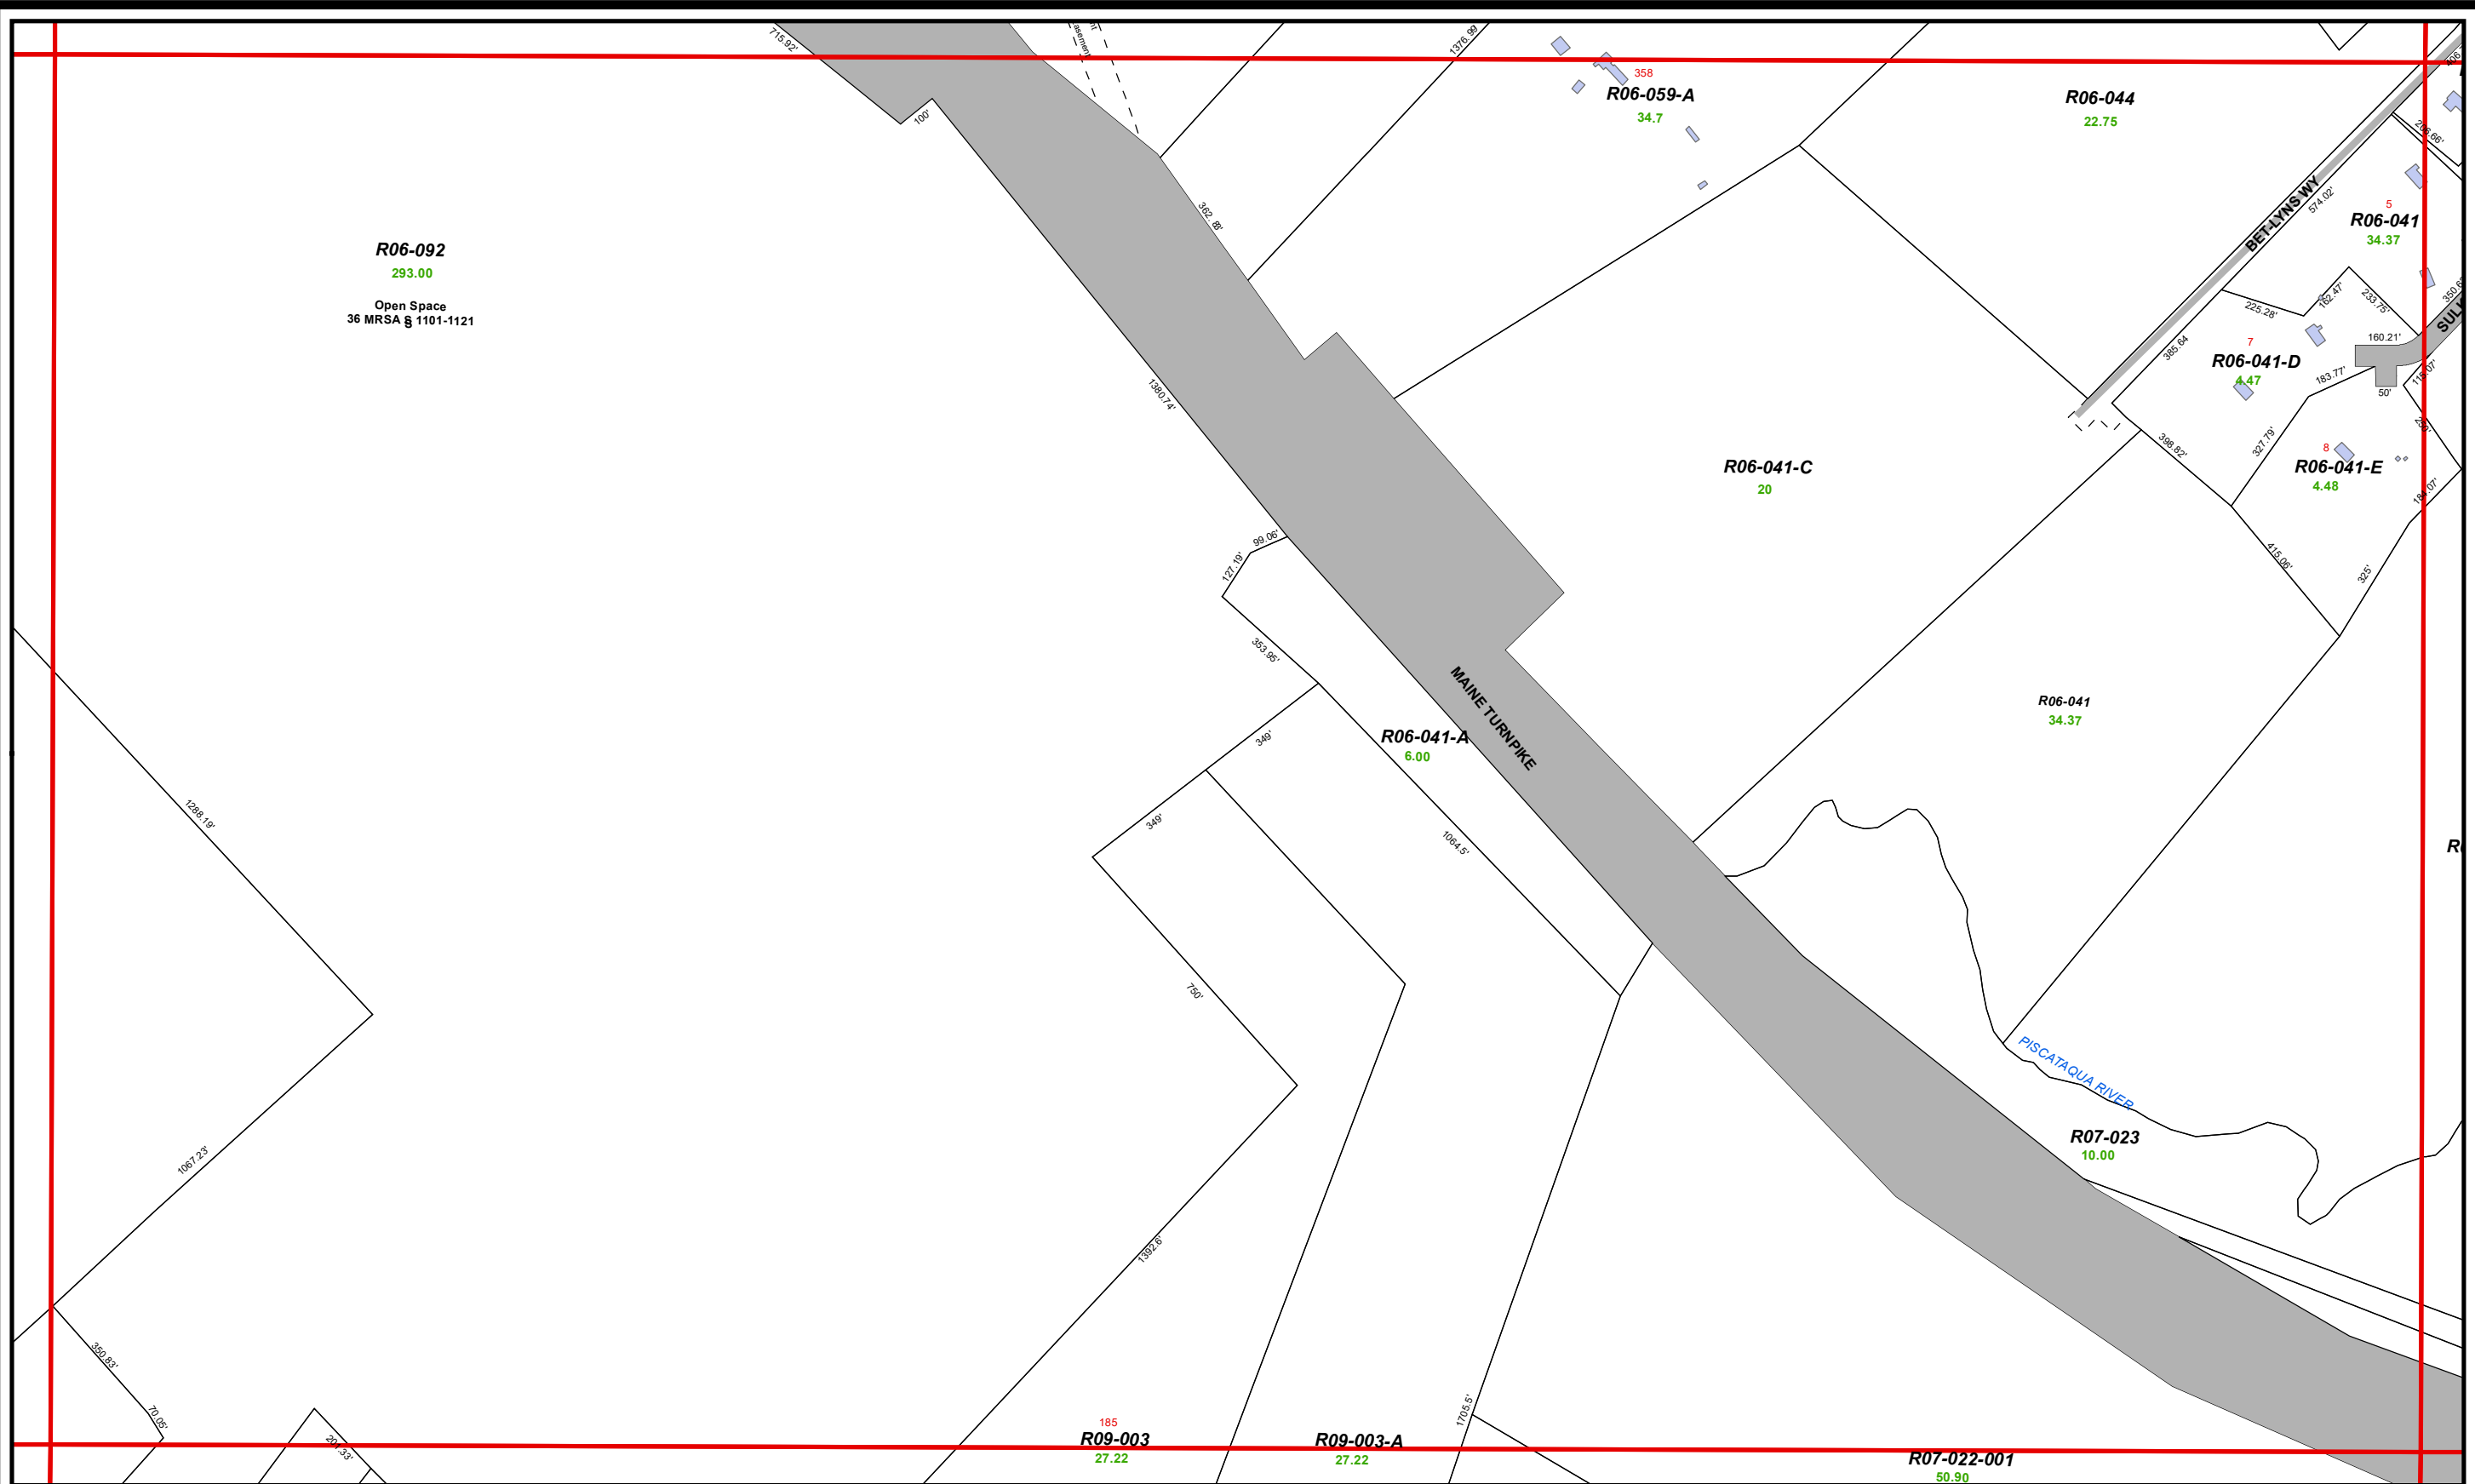 715.92'
100'
1376.99
358
R06-059-A
34.7
R06-044
22.75
266.66'
BET-LYNS WY
574.02'
5
R06-041
34.37
362.83'
R06-092
293.00
Open Space
36 MRSA § 1101-1121
225.28'
162.47'
233.75'
160.21'
385.64
7
R06-041-D
4.47
183.77'
50'
1380.74'
398.82'
327.79'
8
R06-041-E
4.48
R06-041-C
20
99.06'
127.19'
415.06'
325'
353.95'
MAINE TURNPIKE
R06-041
34.37
R06-041-A
6.00
349'
349'
1064.5'
1288.19'
750'
PISCATAQUA RIVER
R07-023
10.00
1067.23'
1392.6'
350.83'
70.05'
185
R09-003
27.22
R09-003-A
27.22
1705.5'
R07-022-001
50.90